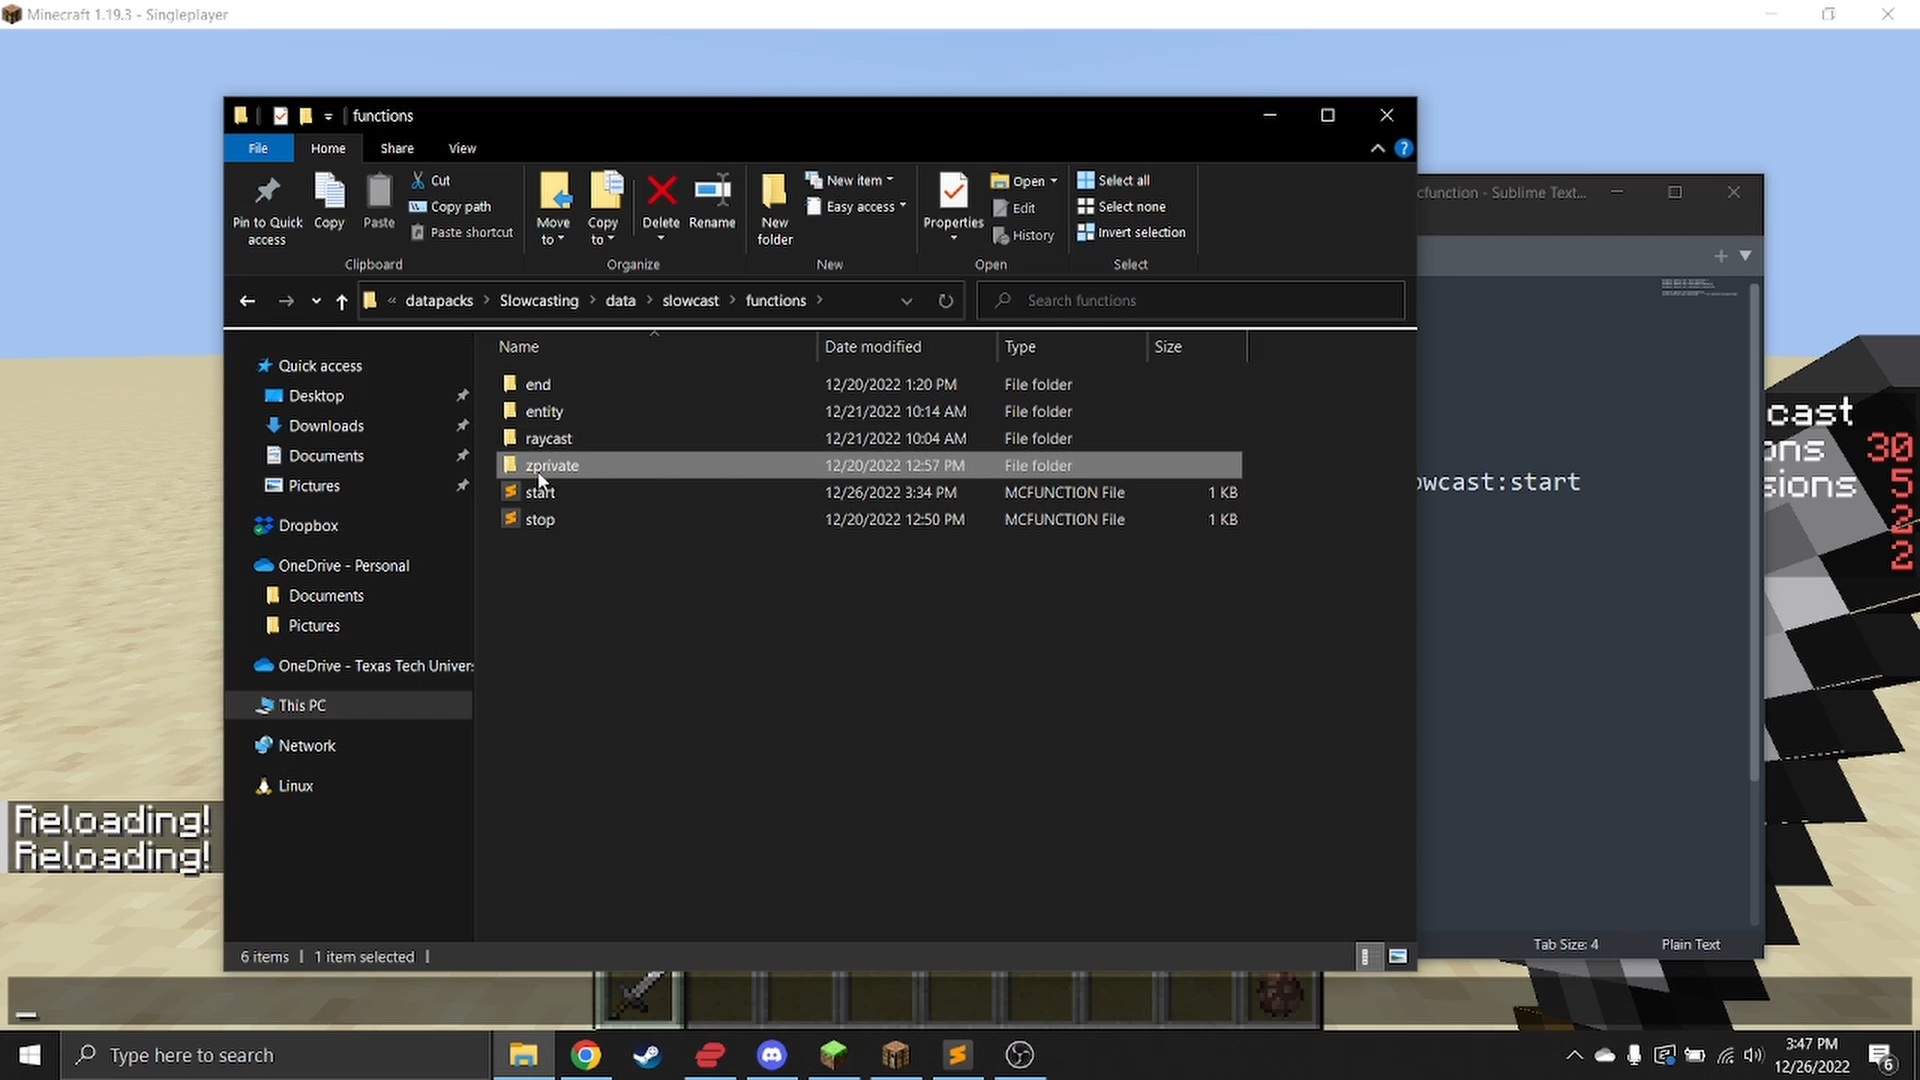 Minecraft 1.19.3 - Singleplayer
functions
File
Home
Share
View
?
Pin to Quick access
Copy
Paste
Cut
Copy path
Paste shortcut
Clipboard
Move to
Copy to
Delete
Rename
Organize
New folder
New item
Easy access
New
Properties
Open
Edit
History
Open
Select all
Select none
Invert selection
Select
« datapacks > Slowcasting > data > slowcast > functions >
Search functions
Name Date modified Type Size
end 12/20/2022 1:20 PM File folder
entity 12/21/2022 10:14 AM File folder
raycast 12/21/2022 10:04 AM File folder
zprivate 12/20/2022 12:57 PM File folder
start 12/26/2022 3:34 PM MCFUNCTION File 1 KB
stop 12/20/2022 12:50 PM MCFUNCTION File 1 KB
Quick access
Desktop
Downloads
Documents
Pictures
Dropbox
OneDrive - Personal
Documents
Pictures
OneDrive - Texas Tech Univer
This PC
Network
Linux
6 items
1 item selected
cfunction - Sublime Text...
owcast:start
Tab Size: 4
Plain Text
cast
ons 30
sions 5
2
2
Reloading!
Reloading!
Type here to search
3:47 PM
12/26/2022
6